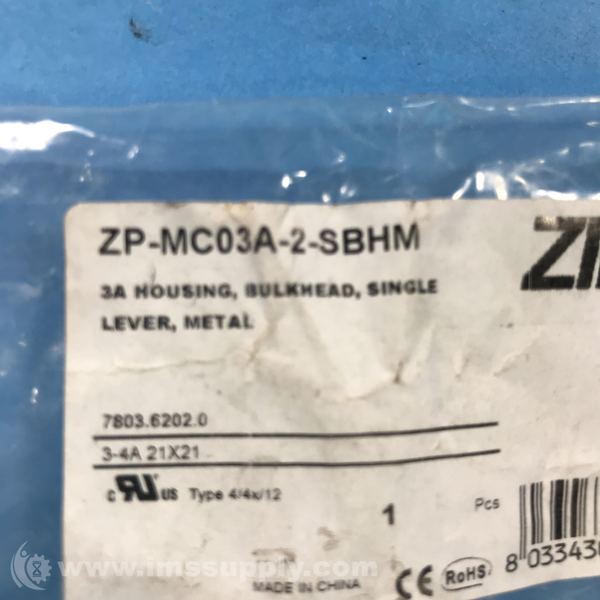 ZP-MC03A-2-SBHM
3A HOUSING, BULKHEAD, SINGLE
LEVER, METAL
7803.6202.0
3-4A 21X21
c RU US Type 4/4x/12
1 Pcs
MADE IN CHINA
CE RoHS
www.imssupply.com